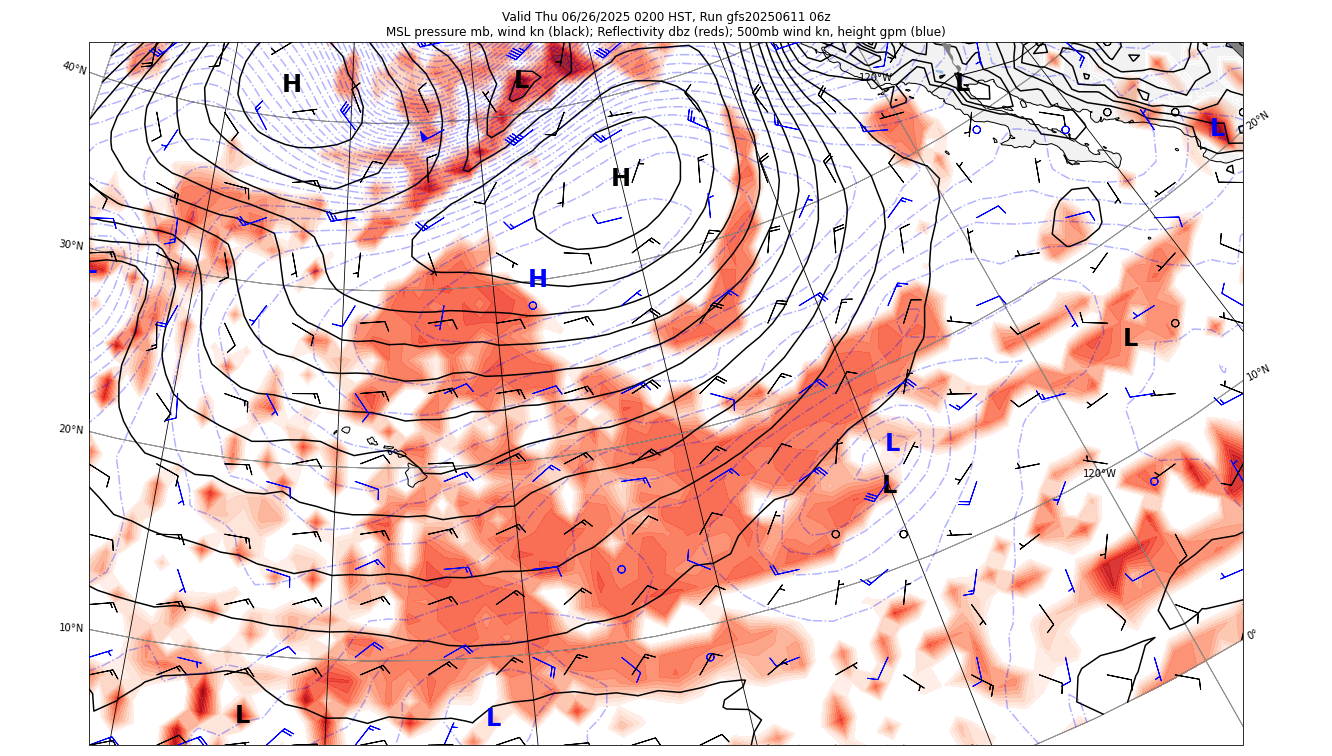 Valid Thu 06/26/2025 0200 HST, Run gfs20250611 06z
MSL pressure mb, wind kn (black); Reflectivity dbz (reds); 500mb wind kn, height gpm (blue)
40°N
H
L
120°W
L
L
20°N
H
30°N
H
L
10°N
20°N
L
L
120°W
10°N
0°
L
L